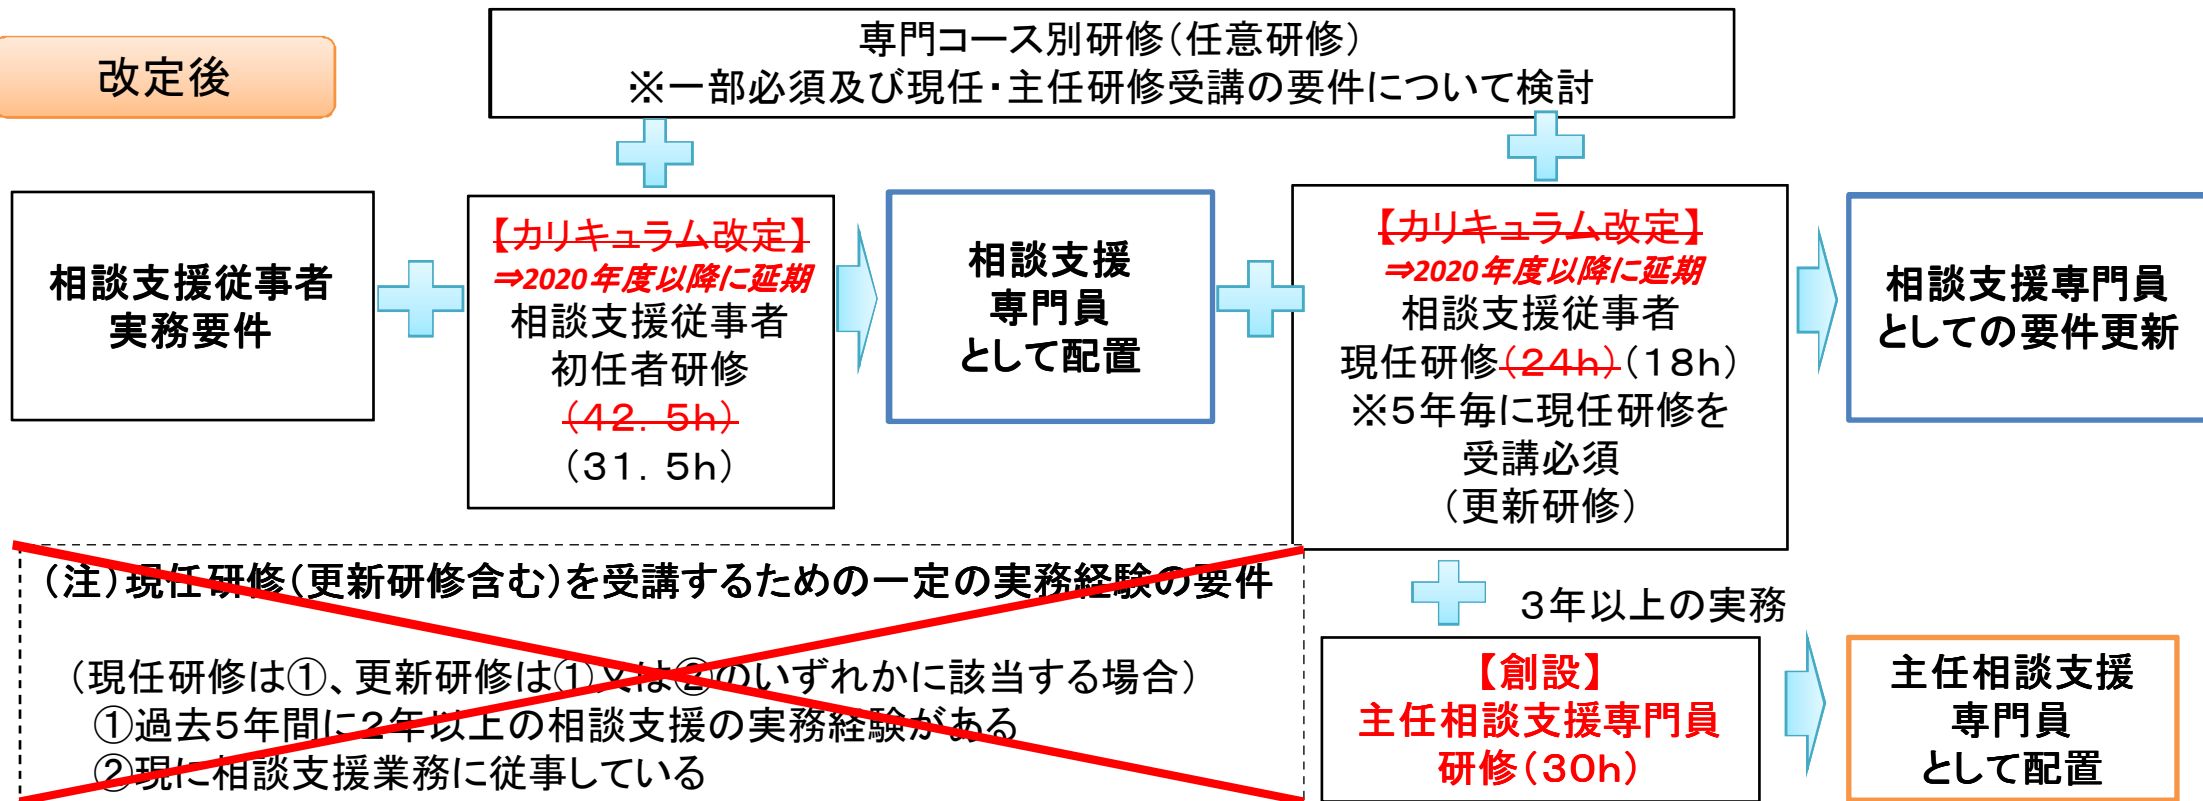 改定後
専門コース別研修(任意研修)
※一部必須及び現任・主任研修受講の要件について検討
相談支援従事者
実務要件
【カリキュラム改定】
⇒2020年度以降に延期
相談支援従事者
初任者研修
(42．5h)
(31．5h)
相談支援
専門員
として配置
【カリキュラム改定】
⇒2020年度以降に延期
相談支援従事者
現任研修(24h)(18h)
※5年毎に現任研修を
受講必須
(更新研修)
相談支援専門員
としての要件更新
(注)現任研修(更新研修含む)を受講するための一定の実務経験の要件
(現任研修は①、更新研修は①又は②のいずれかに該当する場合)
①過去5年間に2年以上の相談支援の実務経験がある
②現に相談支援業務に従事している
3年以上の実務
【創設】
主任相談支援専門員
研修(30h)
主任相談支援
専門員
として配置